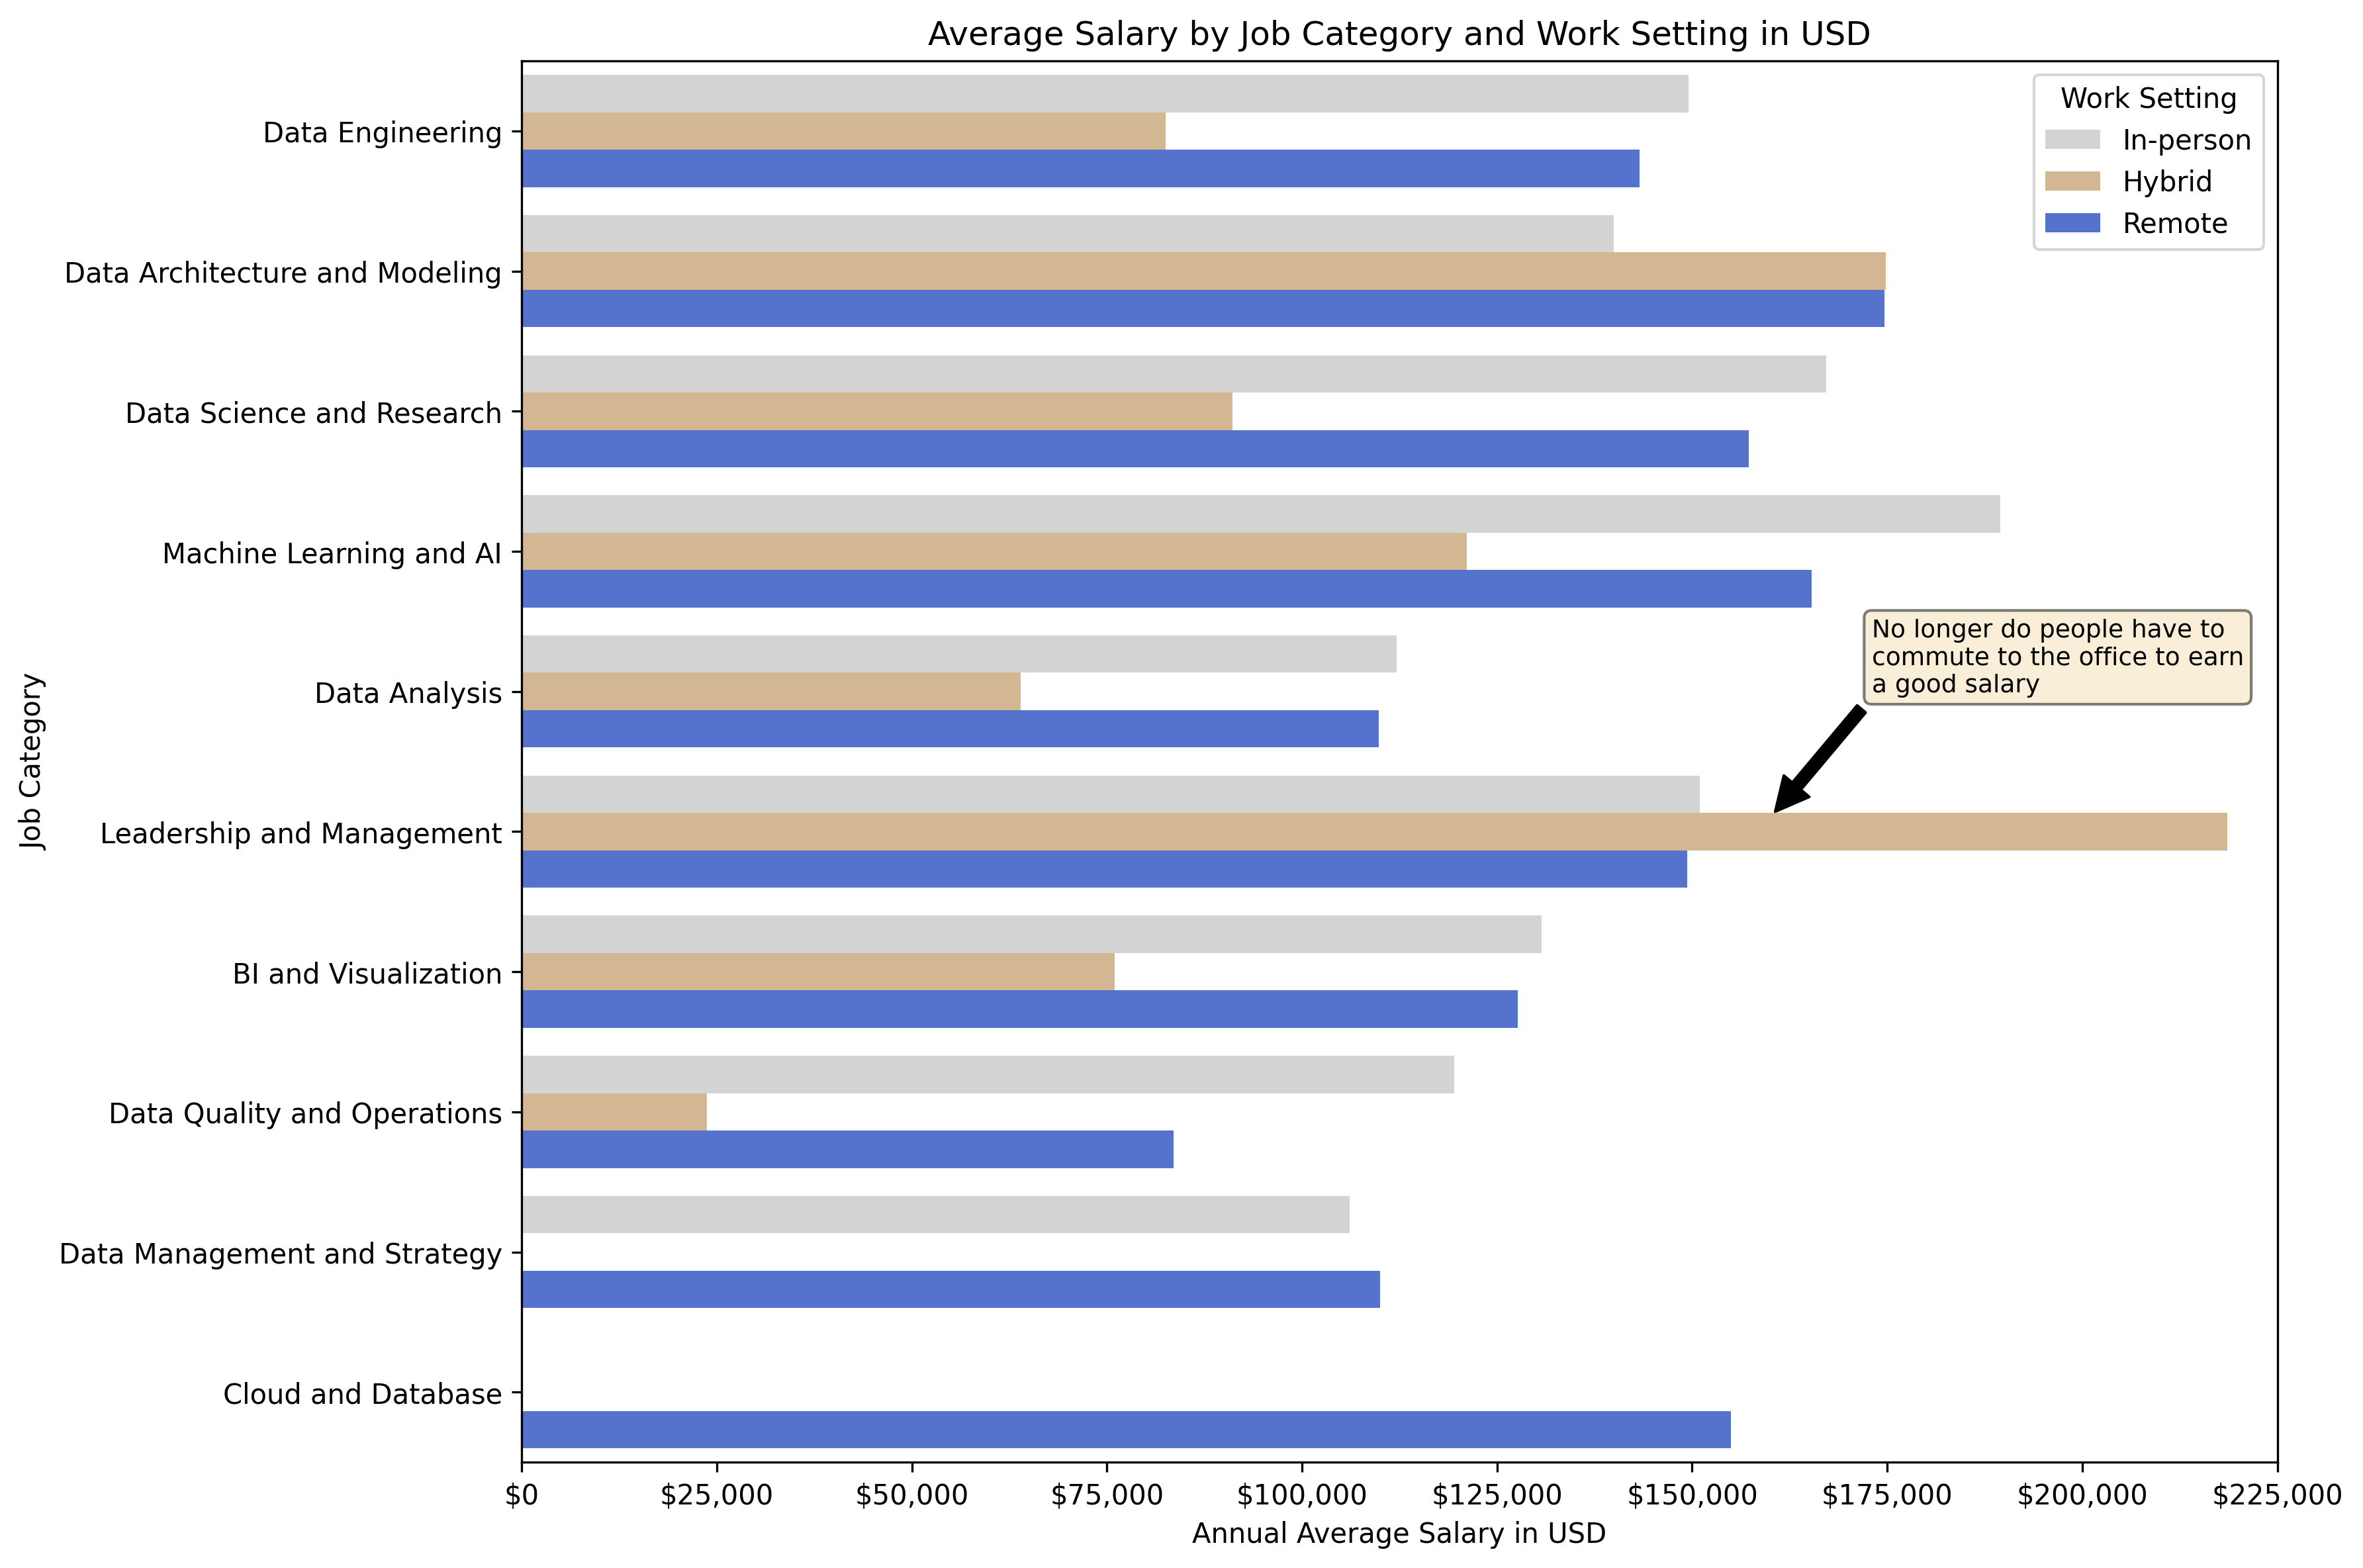 Average Salary by Job Category and Work Setting in USD
Work Setting
In-person
Hybrid
Remote
Job Category
Data Engineering
Data Architecture and Modeling
Data Science and Research
Machine Learning and AI
Data Analysis
Leadership and Management
BI and Visualization
Data Quality and Operations
Data Management and Strategy
Cloud and Database
No longer do people have to
commute to the office to earn
a good salary
$0 $25,000 $50,000 $75,000 $100,000 $125,000 $150,000 $175,000 $200,000 $225,000
Annual Average Salary in USD